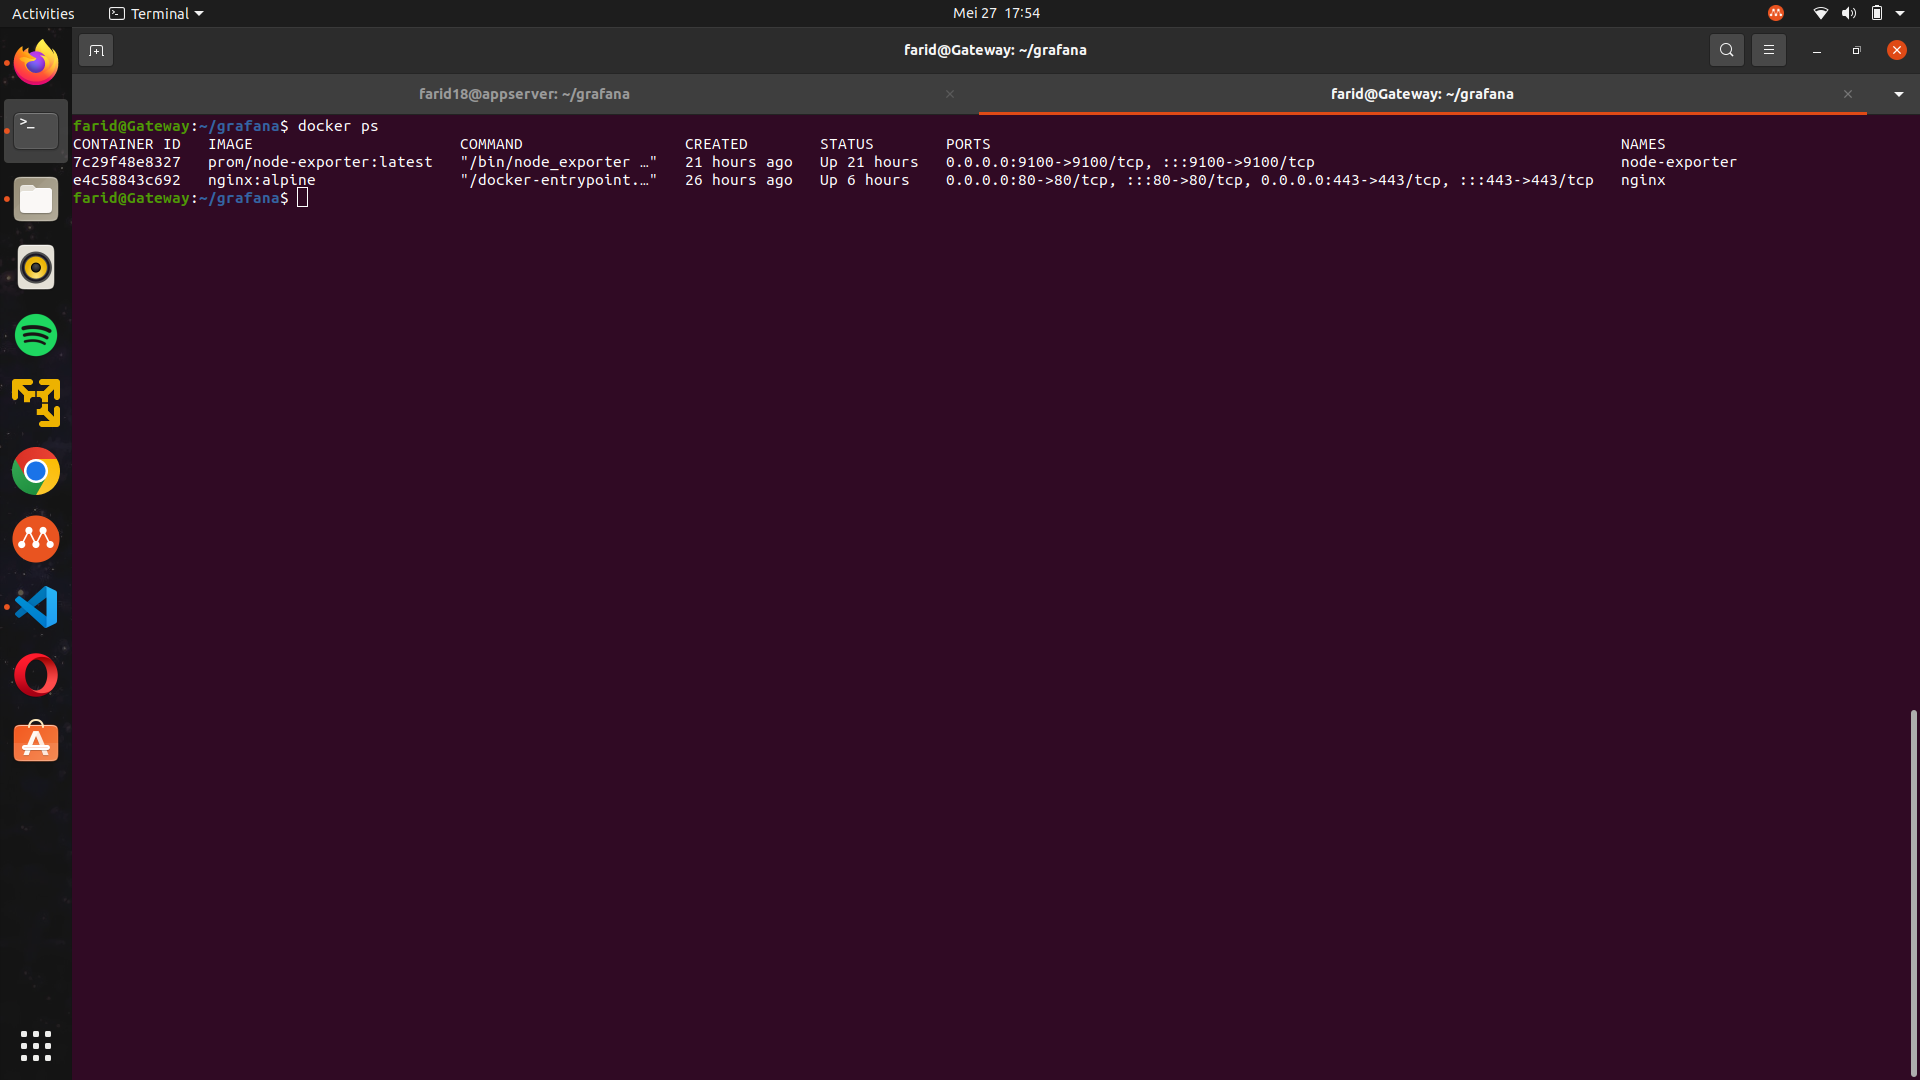 Activities Terminal Mei 27 17:54
farid@Gateway: ~/grafana
farid18@appserver: ~/grafana farid@Gateway: ~/grafana
farid@Gateway:~/grafana$ docker ps
CONTAINER ID IMAGE COMMAND CREATED STATUS PORTS NAMES
7c29f48e8327 prom/node-exporter:latest "/bin/node_exporter …" 21 hours ago Up 21 hours 0.0.0.0:9100->9100/tcp, :::9100->9100/tcp node-exporter
e4c58843c692 nginx:alpine "/docker-entrypoint.…" 26 hours ago Up 6 hours 0.0.0.0:80->80/tcp, :::80->80/tcp, 0.0.0.0:443->443/tcp, :::443->443/tcp nginx
farid@Gateway:~/grafana$